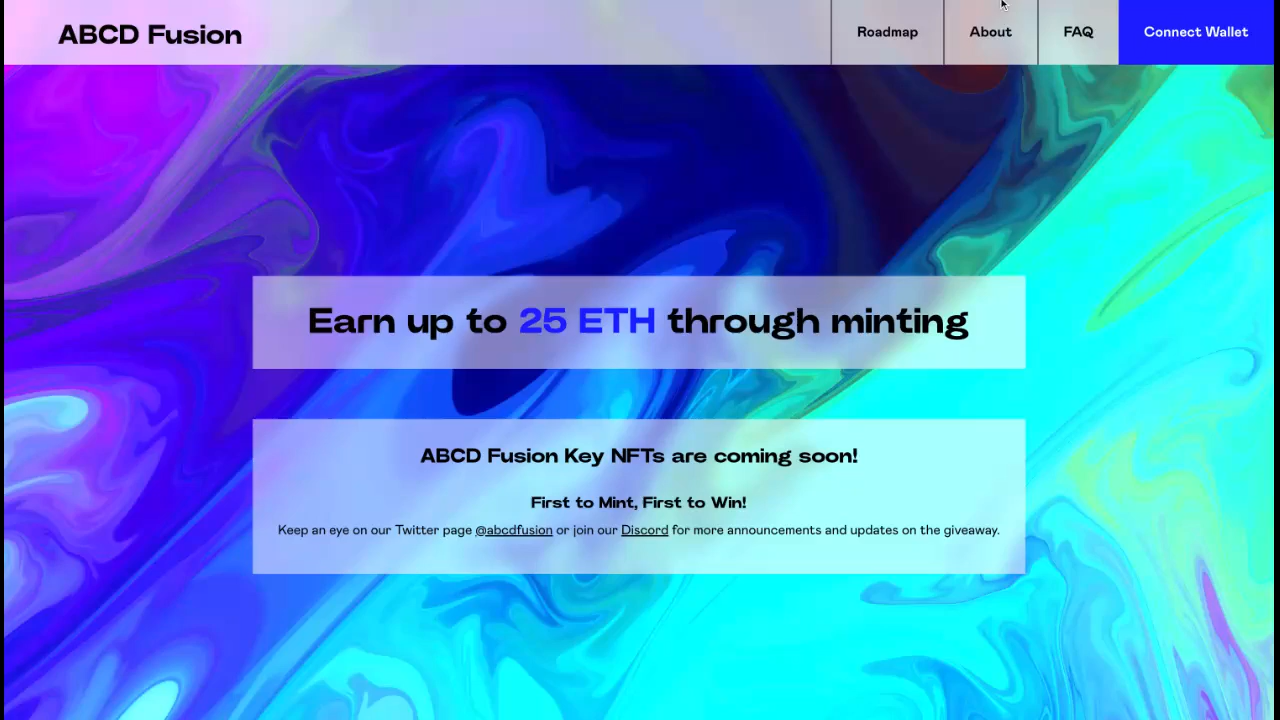 ABCD Fusion
Roadmap
About
FAQ
Connect Wallet
Earn up to 25 ETH through minting
ABCD Fusion Key NFTs are coming soon!
First to Mint, First to Win!
Keep an eye on our Twitter page @abcdfusion or join our Discord for more announcements and updates on the giveaway.